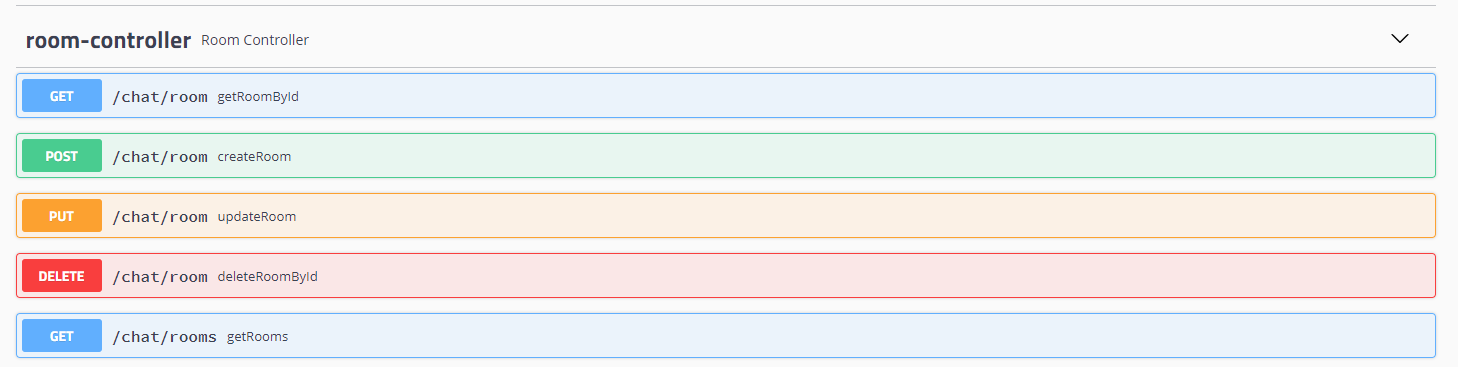 room-controller Room Controller
GET /chat/room getRoomById
POST /chat/room createRoom
PUT /chat/room updateRoom
DELETE /chat/room deleteRoomById
GET /chat/rooms getRooms